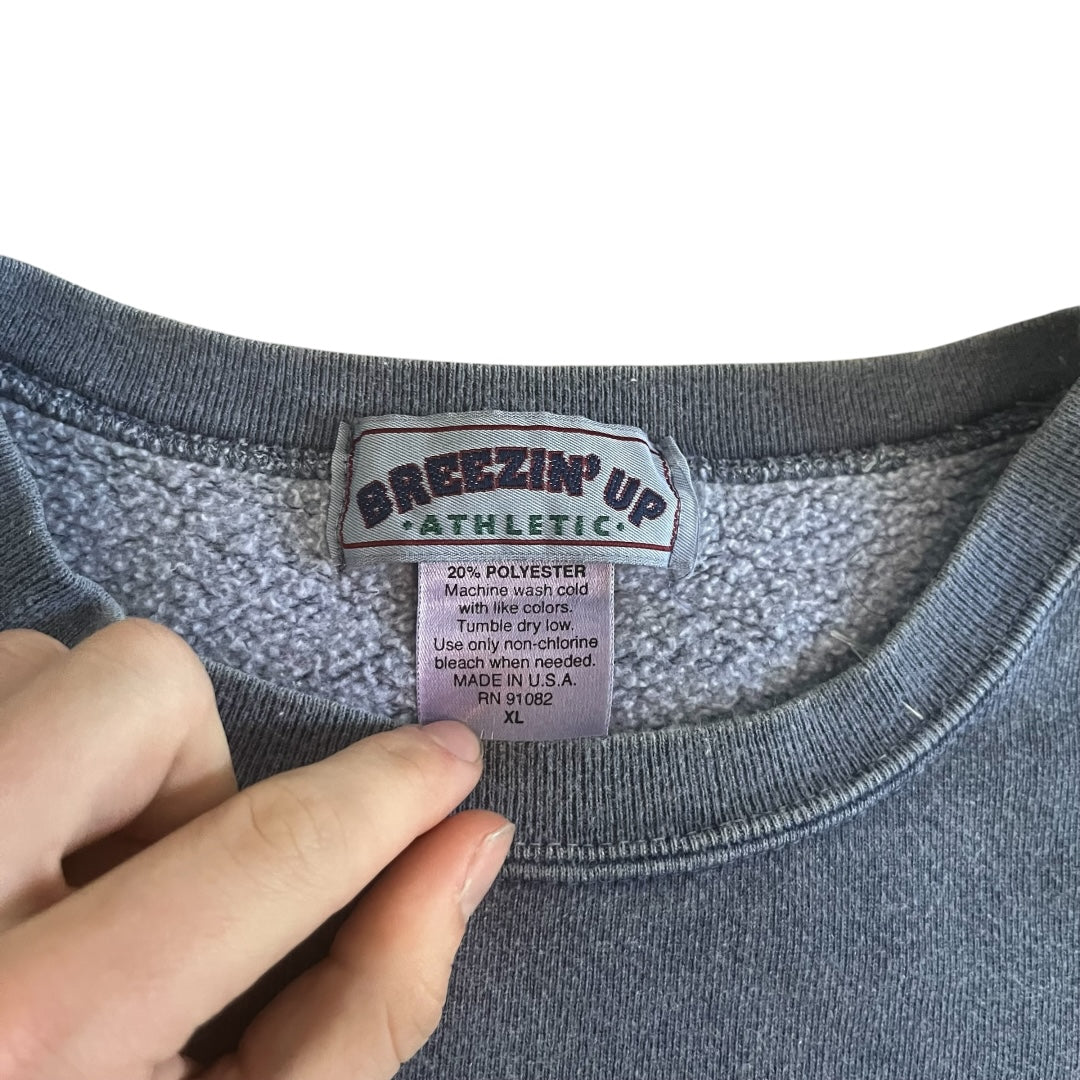 BREEZIN' UP
·ATHLETIC·
20% POLYESTER
Machine wash cold
with like colors.
Tumble dry low.
Use only non-chlorine
bleach when needed.
MADE IN U.S.A.
RN 91082
XL